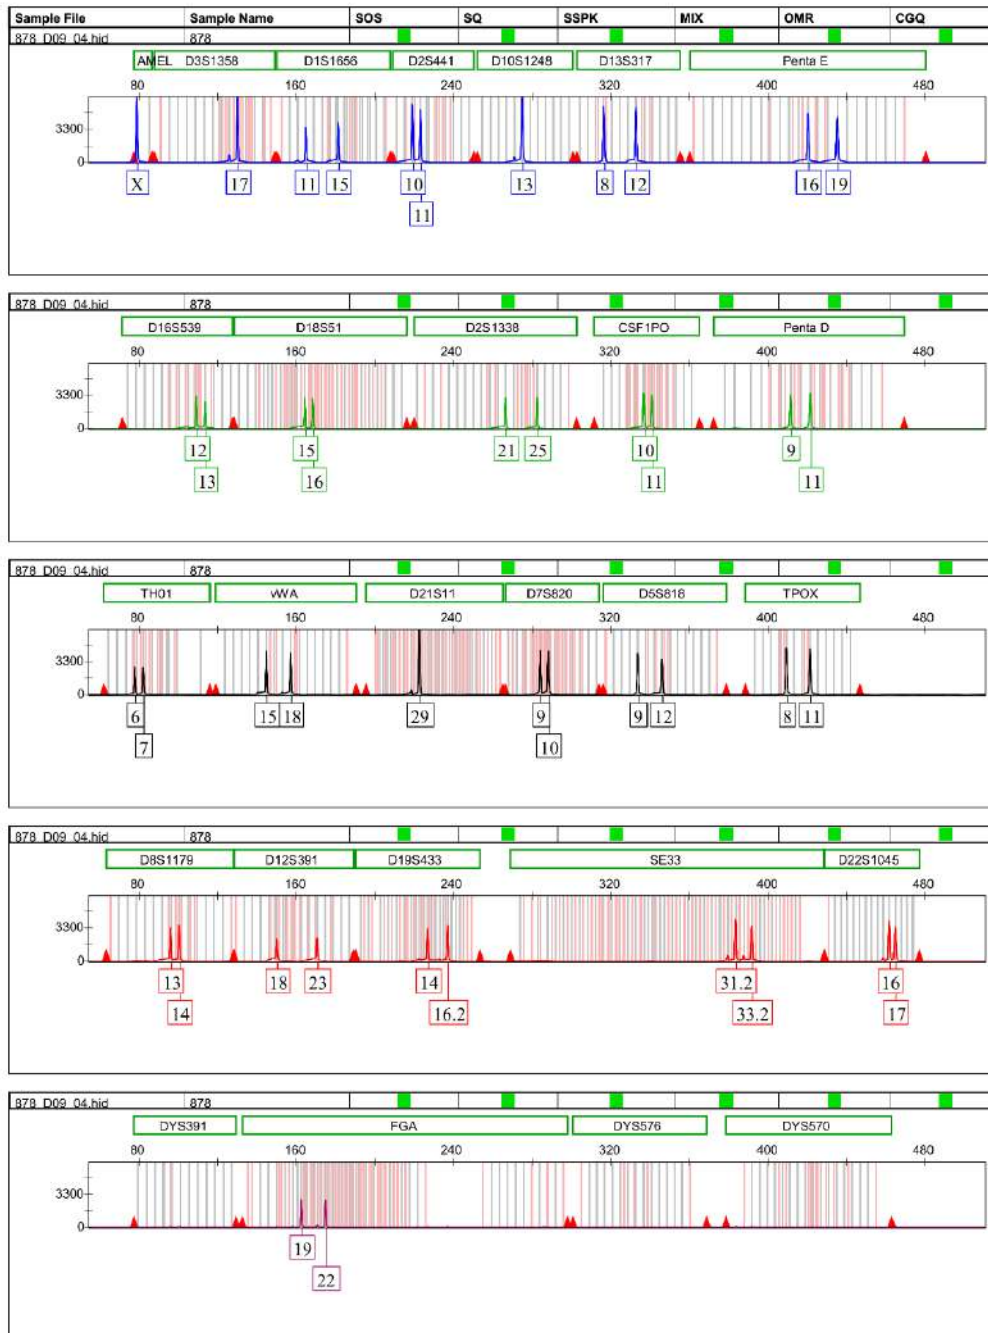 Sample File Sample Name SOS SQ SSPK MIX OMR CGQ
878_D09_04.hid 878
AMEL D3S1358 D1S1656 D2S441 D10S1248 D13S317 Penta E
80 160 240 320 400 480
3300
0
X 17 11 15 10 13 8 12 16 19
11
878_D09_04.hid 878
D16S539 D18S51 D2S1338 CSF1PO Penta D
80 160 240 320 400 480
3300
0
12 15 21 25 10 9
13 16 11 11
878_D09_04.hid 878
TH01 vWA D21S11 D7S820 D5S818 TPOX
80 160 240 320 400 480
3300
0
6 15 18 29 9 9 12 8 11
7 10
878_D09_04.hid 878
D8S1179 D12S391 D19S433 SE33 D22S1045
80 160 240 320 400 480
3300
0
13 18 23 14 31.2 16
14 16.2 33.2 17
878_D09_04.hid 878
DYS391 FGA DYS576 DYS570
80 160 240 320 400 480
3300
0
19
22